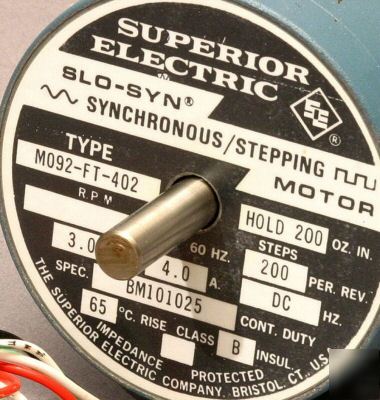 SUPERIOR
ELECTRIC
SLO-SYN®
SYNCHRONOUS/STEPPING
MOTOR
TYPE
M092-FT-402
R.P.M
HOLD 200 OZ. IN.
60 HZ. STEPS
3.0 4.0 A. 200 PER. REV.
SPEC. BM101025 DC HZ.
65 °C. RISE CLASS B INSUL. CONT. DUTY
IMPEDANCE PROTECTED
THE SUPERIOR ELECTRIC COMPANY, BRISTOL, CT., U.S.